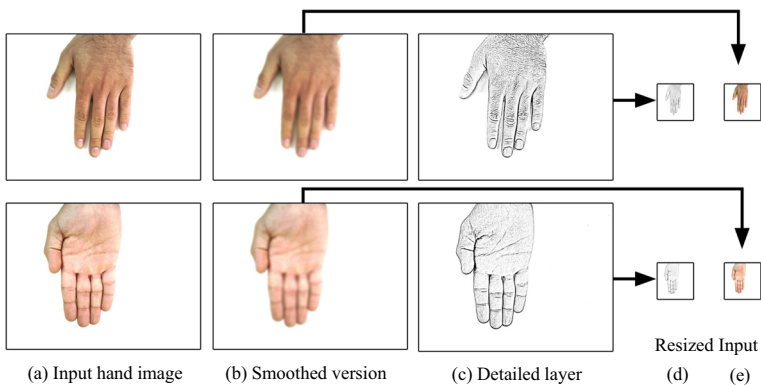 Resized Input
(a) Input hand image (b) Smoothed version (c) Detailed layer (d) (e)